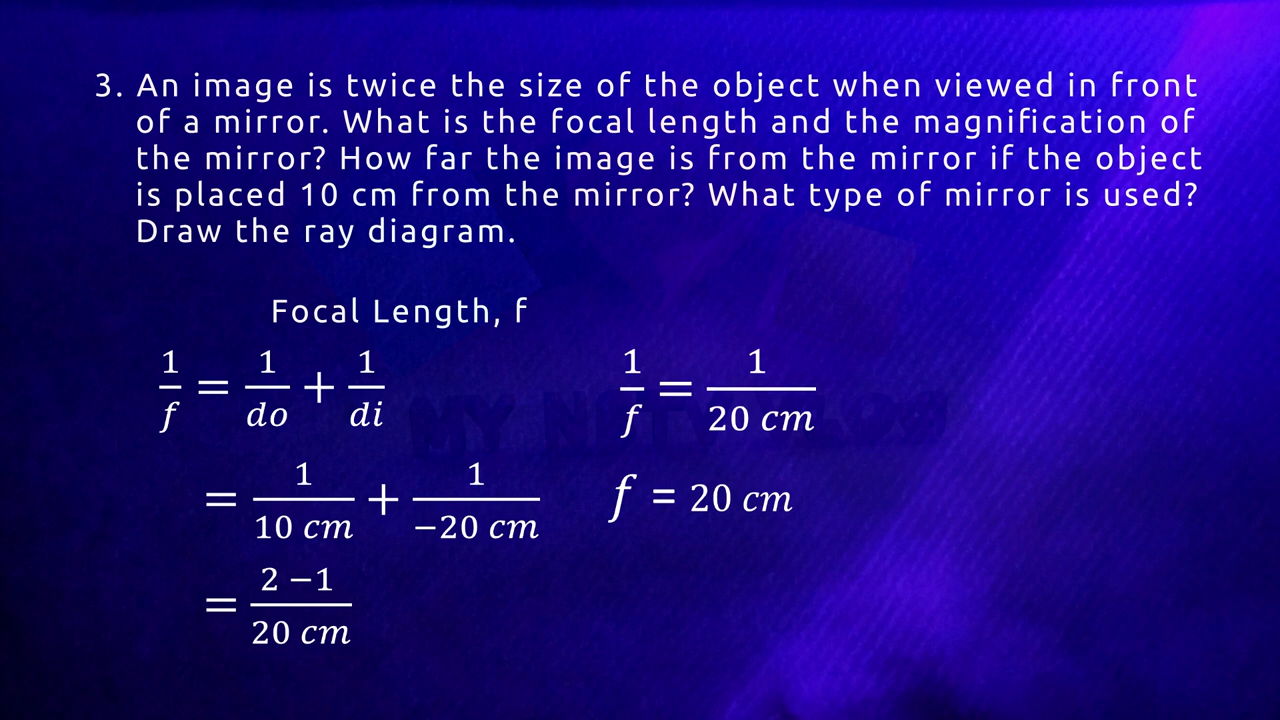 3. An image is twice the size of the object when viewed in front
of a mirror. What is the focal length and the magnification of
the mirror? How far the image is from the mirror if the object
is placed 10 cm from the mirror? What type of mirror is used?
Draw the ray diagram.
Focal Length, f
1/f = 1/do + 1/di
= 1/10 cm + 1/−20 cm
= 2 −1/20 cm
1/f = 1/20 cm
f = 20 cm